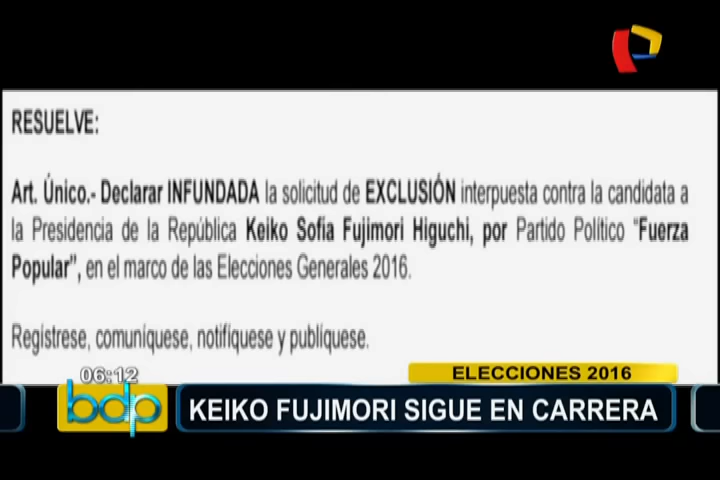 RESUELVE:
Art. Único.- Declarar INFUNDADA la solicitud de EXCLUSIÓN interpuesta contra la candidata a
la Presidencia de la República Keiko Sofía Fujimori Higuchi, por Partido Político "Fuerza
Popular", en el marco de las Elecciones Generales 2016.
Regístrese, comuníquese, notifíquese y publíquese.
06:12
ELECCIONES 2016
bdp
KEIKO FUJIMORI SIGUE EN CARRERA